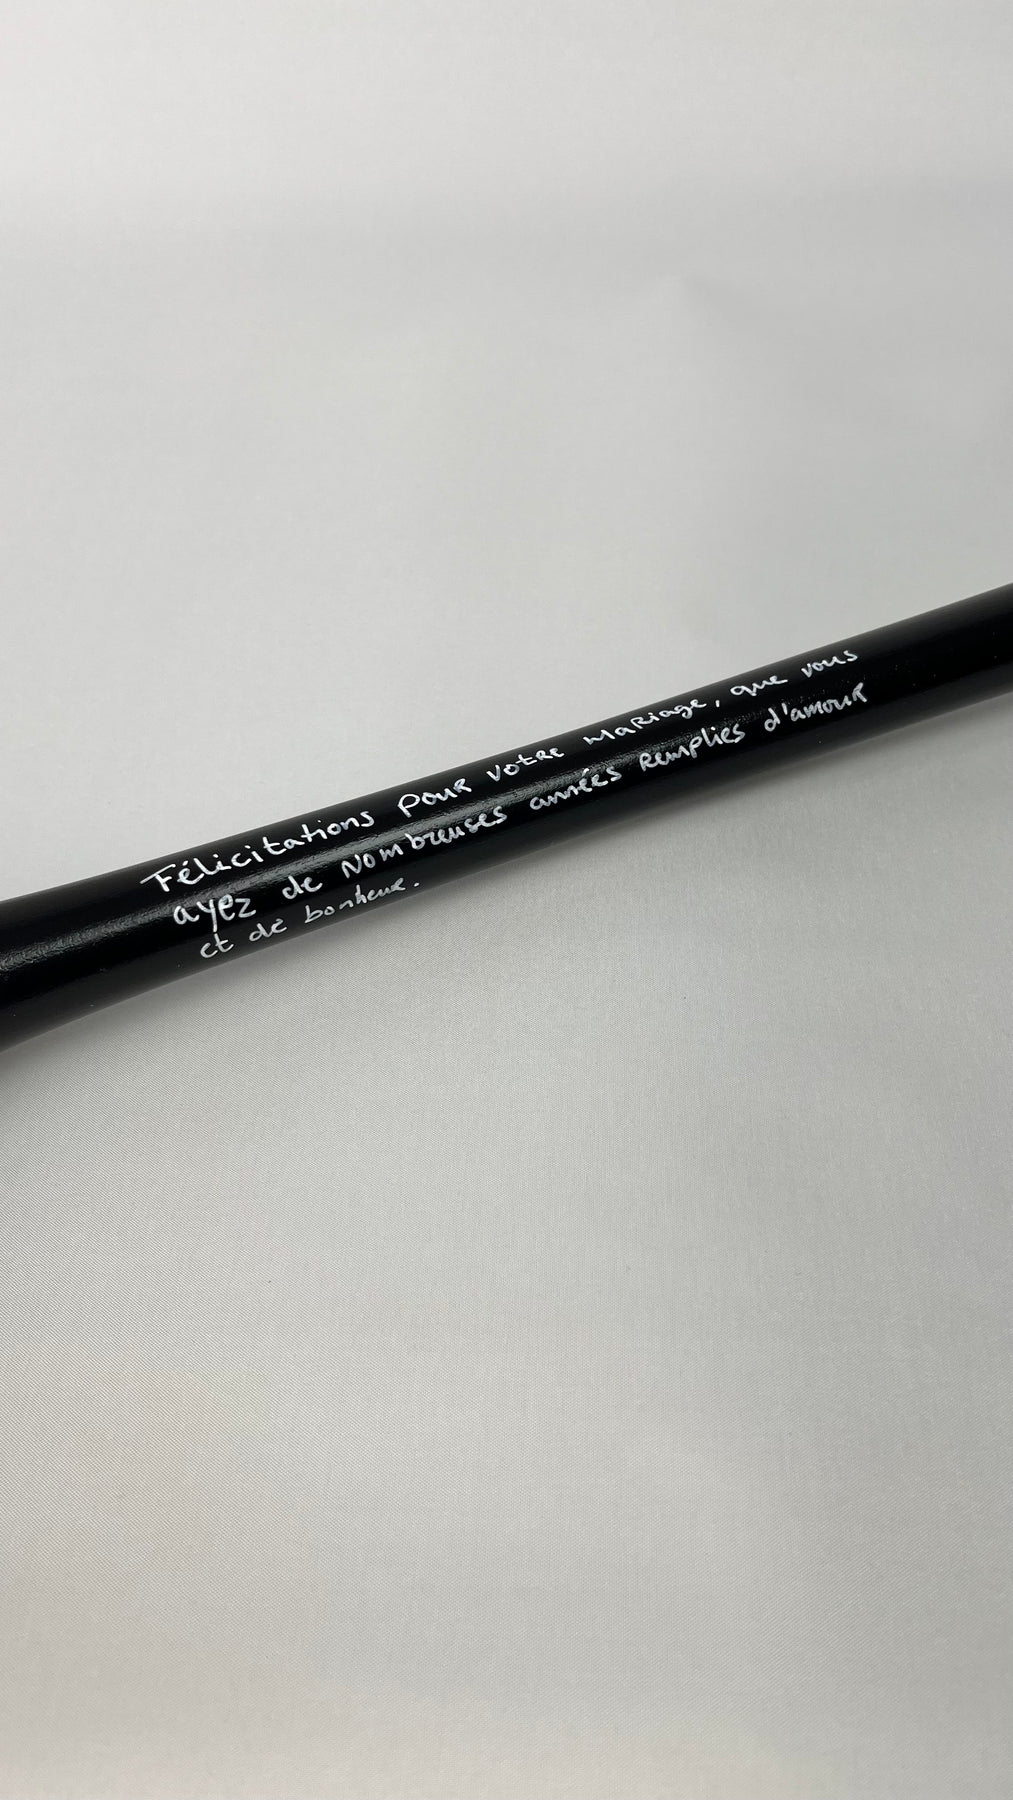 Félicitations pour votre mariage, que vous
ayez de nombreuses années remplies d'amour
et de bonheur.